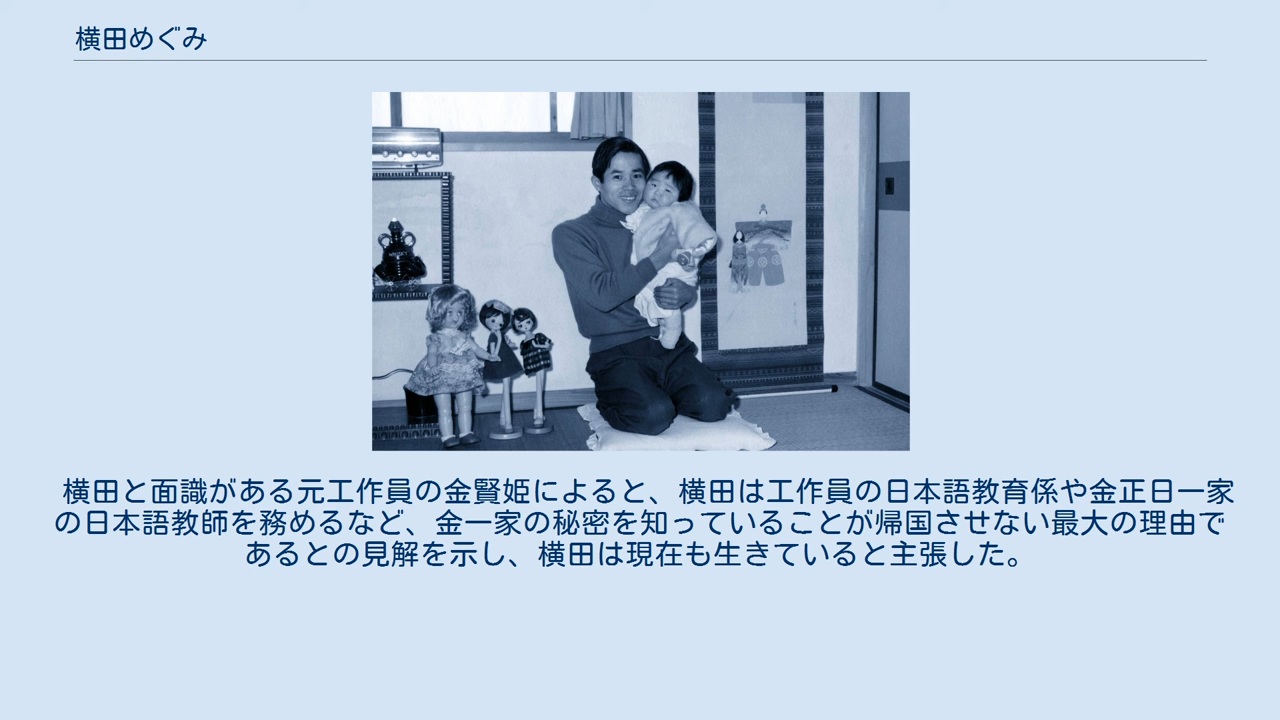 横田めぐみ
横田と面識がある元工作員の金賢姫によると、横田は工作員の日本語教育係や金正日一家
の日本語教師を務めるなど、金一家の秘密を知っていることが帰国させない最大の理由で
あるとの見解を示し、横田は現在も生きていると主張した。